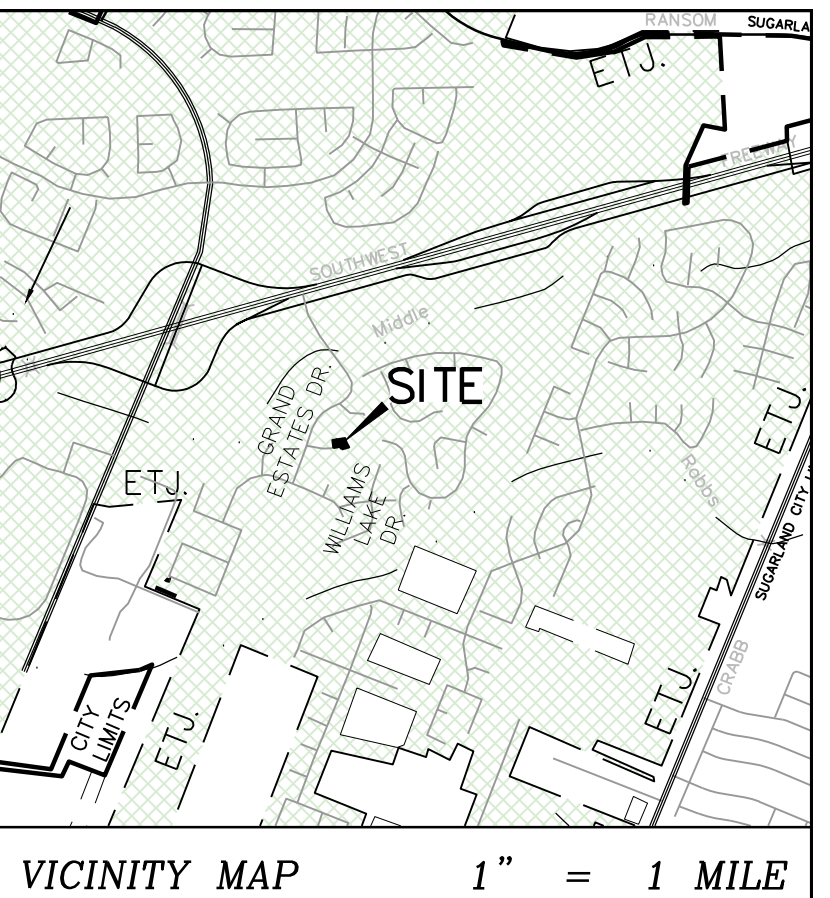 RANSOM
SUGARLA
ETJ.
FREEWAY
SOUTHWEST
Middle
SITE
GRAND
ESTATES DR.
ETJ.
ETJ.
WILLIAMS
LAKE
DR.
Robbs
SUGARLAND CITY LI
CRABB
ETJ.
CITY
LIMITS
ETJ.
VICINITY MAP 1" = 1 MILE